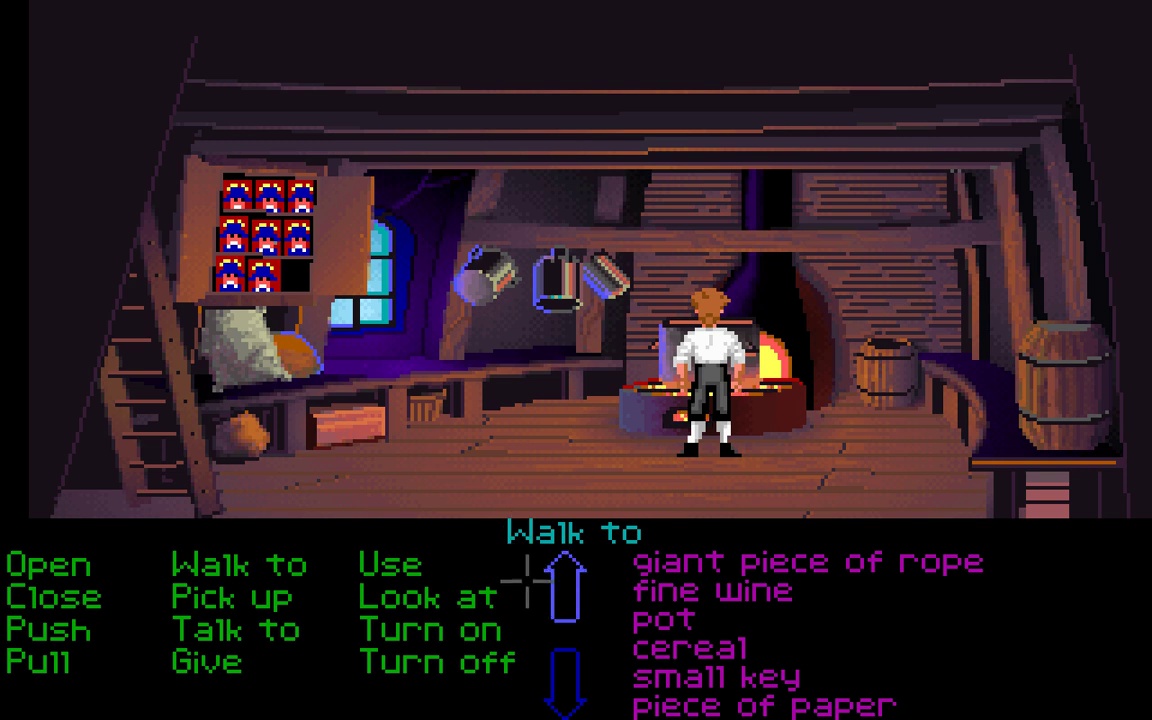 Walk to
Open Walk to Use
Close Pick up Look at
Push Talk to Turn on
Pull Give Turn off
giant piece of rope
fine wine
pot
cereal
small key
piece of paper